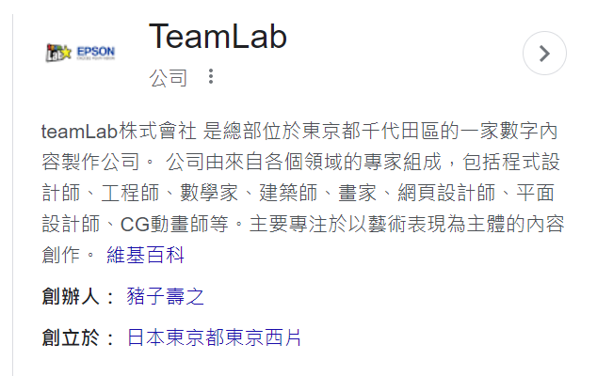 TeamLab
EPSON
公司
teamLab株式會社 是總部位於東京都千代田區的一家數字內
容製作公司。 公司由來自各個領域的專家組成，包括程式設
計師、工程師、數學家、建築師、畫家、網頁設計師、平面
設計師、CG動畫師等。主要專注於以藝術表現為主體的內容
創作。 維基百科
創辦人： 豬子壽之
創立於： 日本東京都東京西片